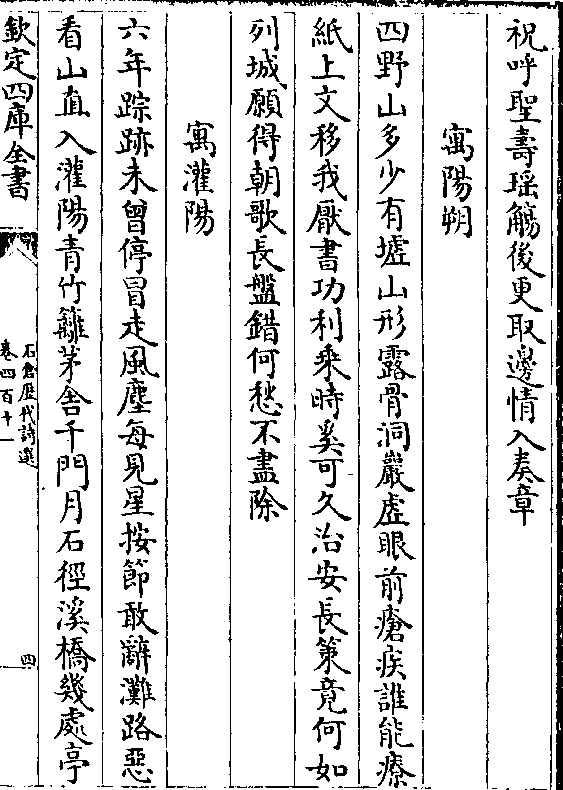 祝呼聖壽瑶觴後更取邊情入奏章
寓陽朔
四野山多少有墟山形露骨洞巖虚眼前瘡疾誰能療
紙上文移我厭書功利乘時奚可久治安長策竟何如
列城願得朝歌長盤錯何愁不盡除
寓灌陽
六年踪跡未曾停冒走風塵每見星按節敢辭灘路惡
看山直入灌陽青竹籬茅舍千門月石徑溪橋幾處亭
欽定四庫全書
石倉歴代詩選
卷四百十一
四